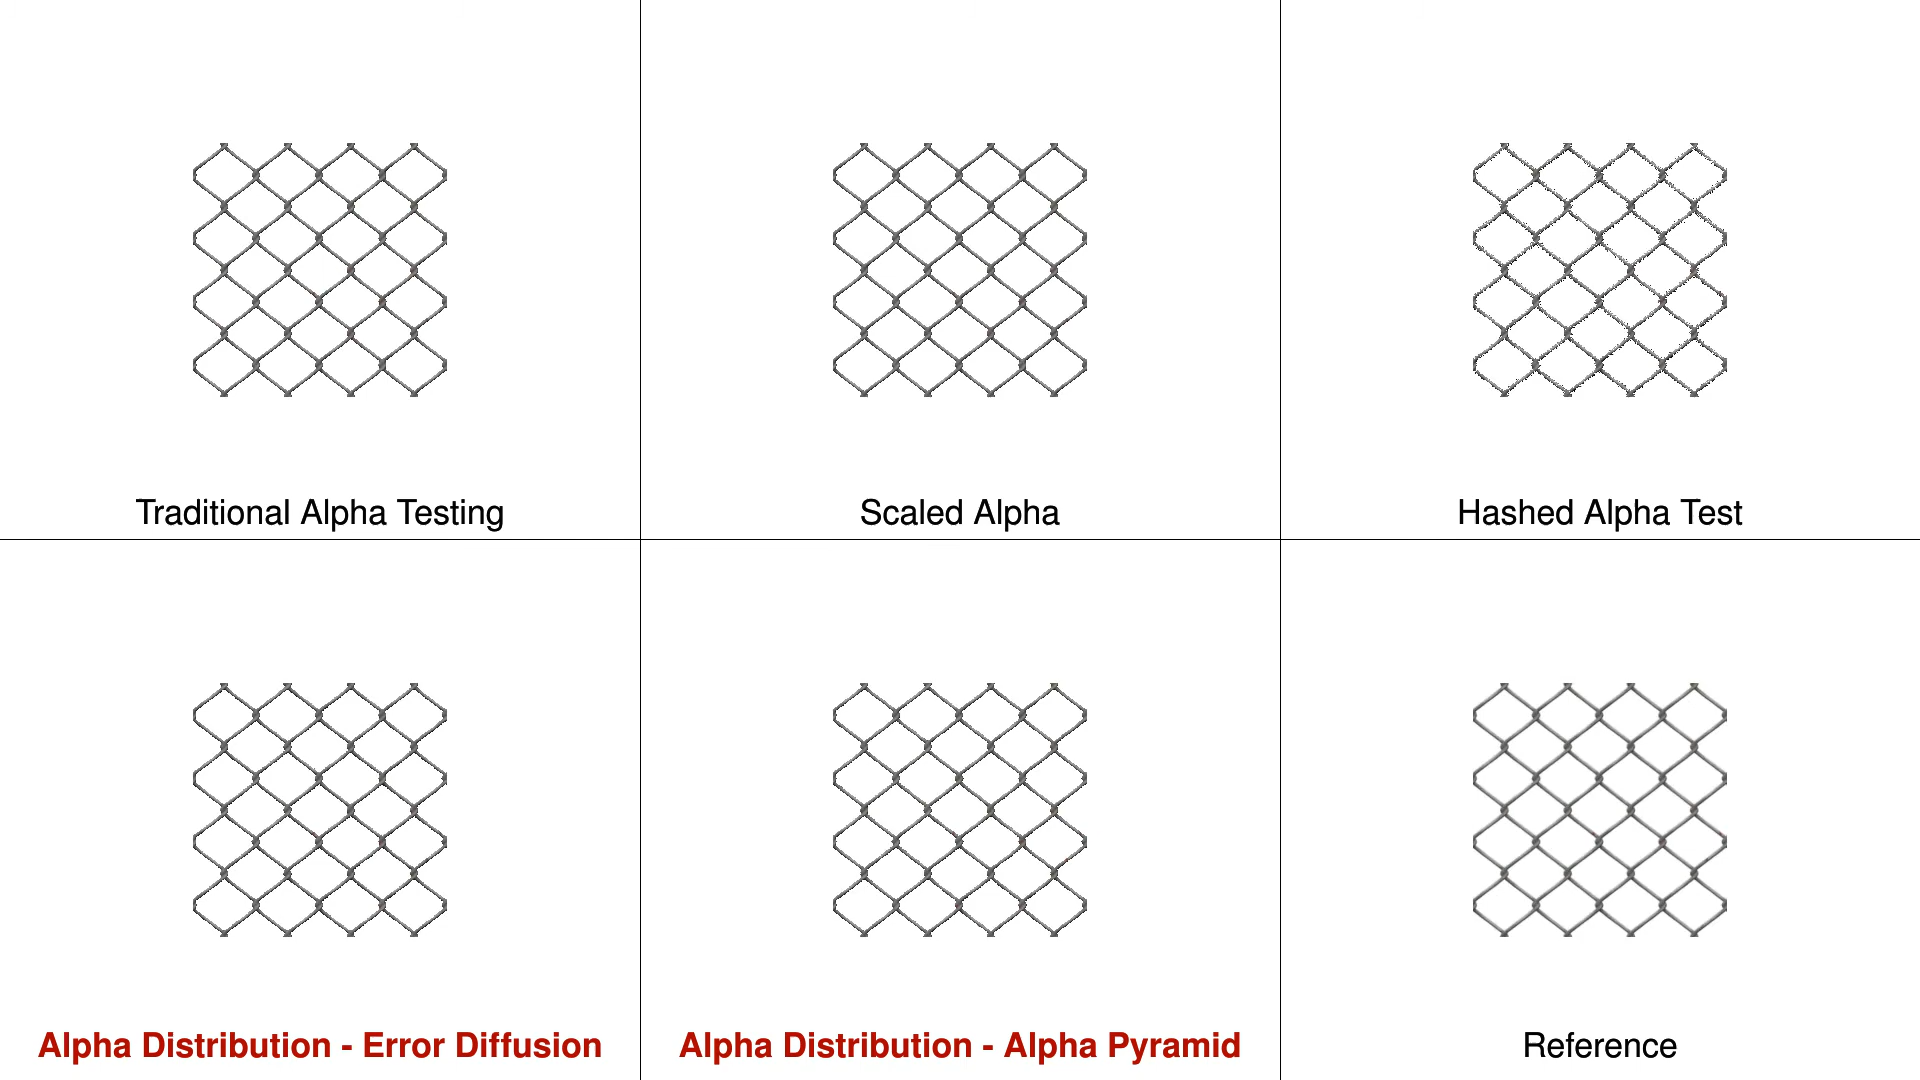 Traditional Alpha Testing
Scaled Alpha
Hashed Alpha Test
Alpha Distribution - Error Diffusion
Alpha Distribution - Alpha Pyramid
Reference